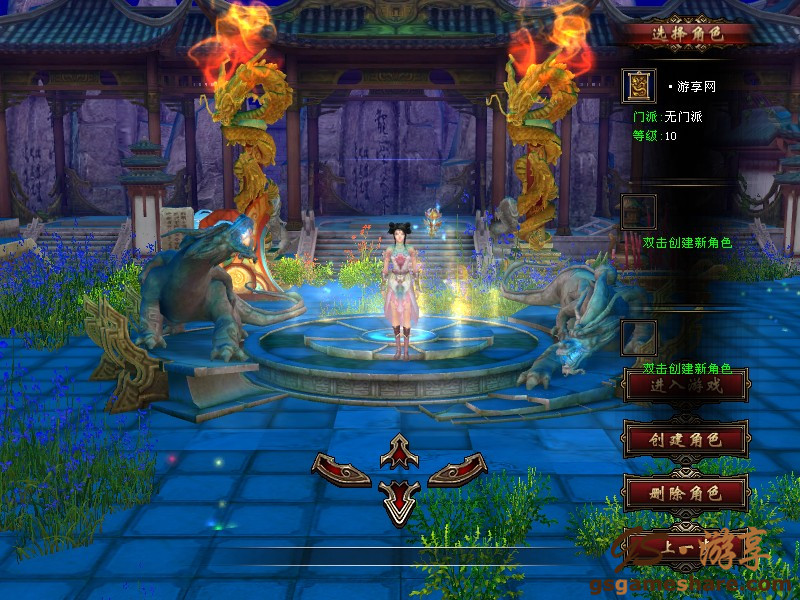 选择角色
·游享网
门派:无门派
等级:10
双击创建新角色
双击创建新角色
进入游戏
创建角色
删除角色
上一
游享
gsgameshare.com